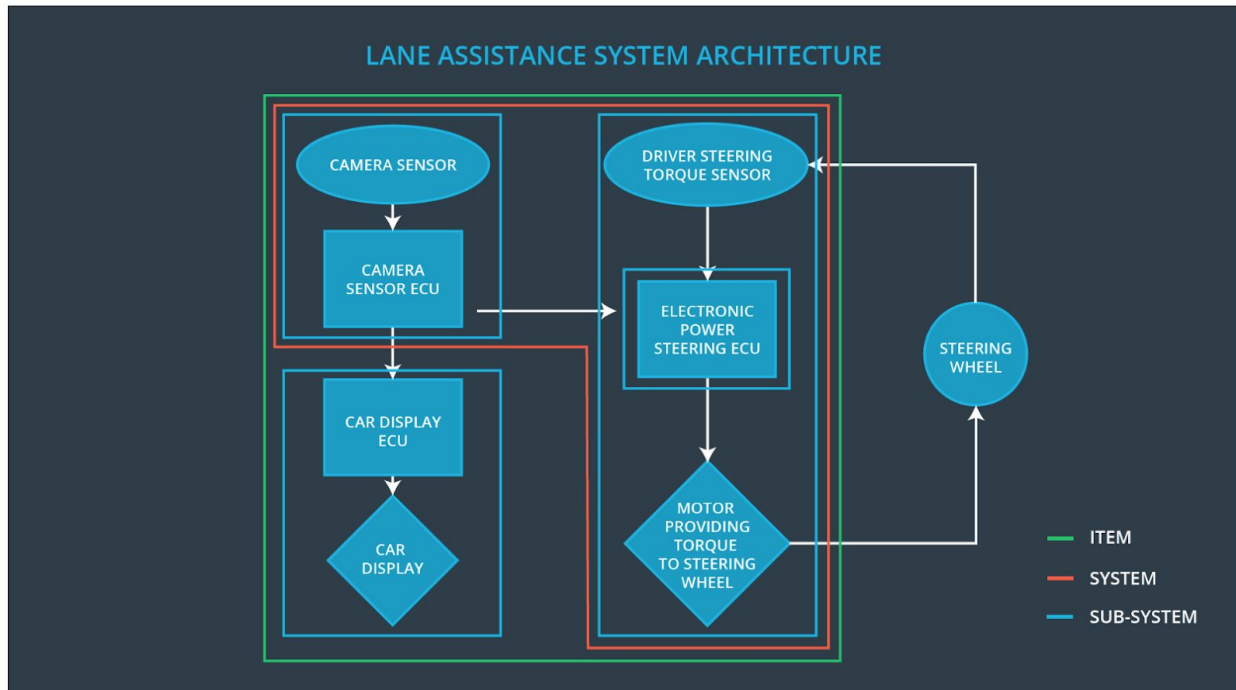 LANE ASSISTANCE SYSTEM ARCHITECTURE
CAMERA SENSOR
CAMERA
SENSOR ECU
CAR DISPLAY
ECU
CAR
DISPLAY
DRIVER STEERING
TORQUE SENSOR
ELECTRONIC
POWER
STEERING ECU
MOTOR
PROVIDING
TORQUE
TO STEERING
WHEEL
STEERING
WHEEL
ITEM
SYSTEM
SUB-SYSTEM